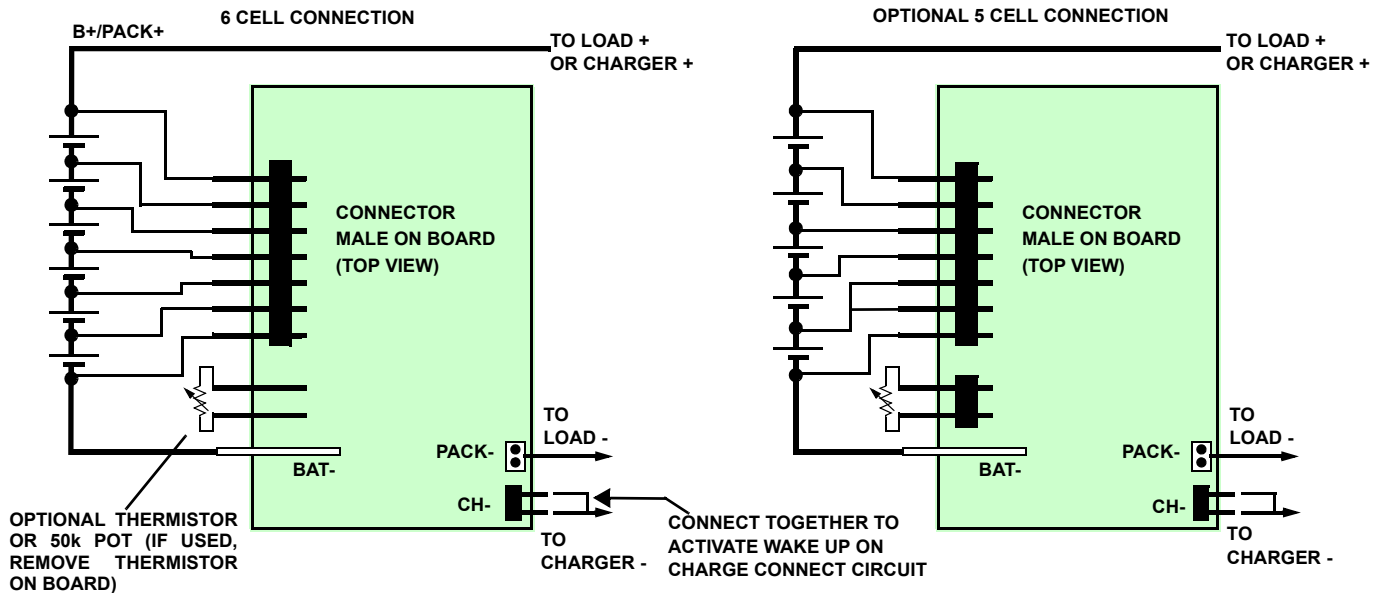 6 CELL CONNECTION
B+/PACK+
TO LOAD +
OR CHARGER +
CONNECTOR
MALE ON BOARD
(TOP VIEW)
PACK-
TO
LOAD -
BAT-
CH-
TO
CHARGER -
OPTIONAL THERMISTOR
OR 50k POT (IF USED,
REMOVE THERMISTOR
ON BOARD)
CONNECT TOGETHER TO
ACTIVATE WAKE UP ON
CHARGE CONNECT CIRCUIT
OPTIONAL 5 CELL CONNECTION
TO LOAD +
OR CHARGER +
CONNECTOR
MALE ON BOARD
(TOP VIEW)
PACK-
TO
LOAD -
BAT-
CH-
TO
CHARGER -